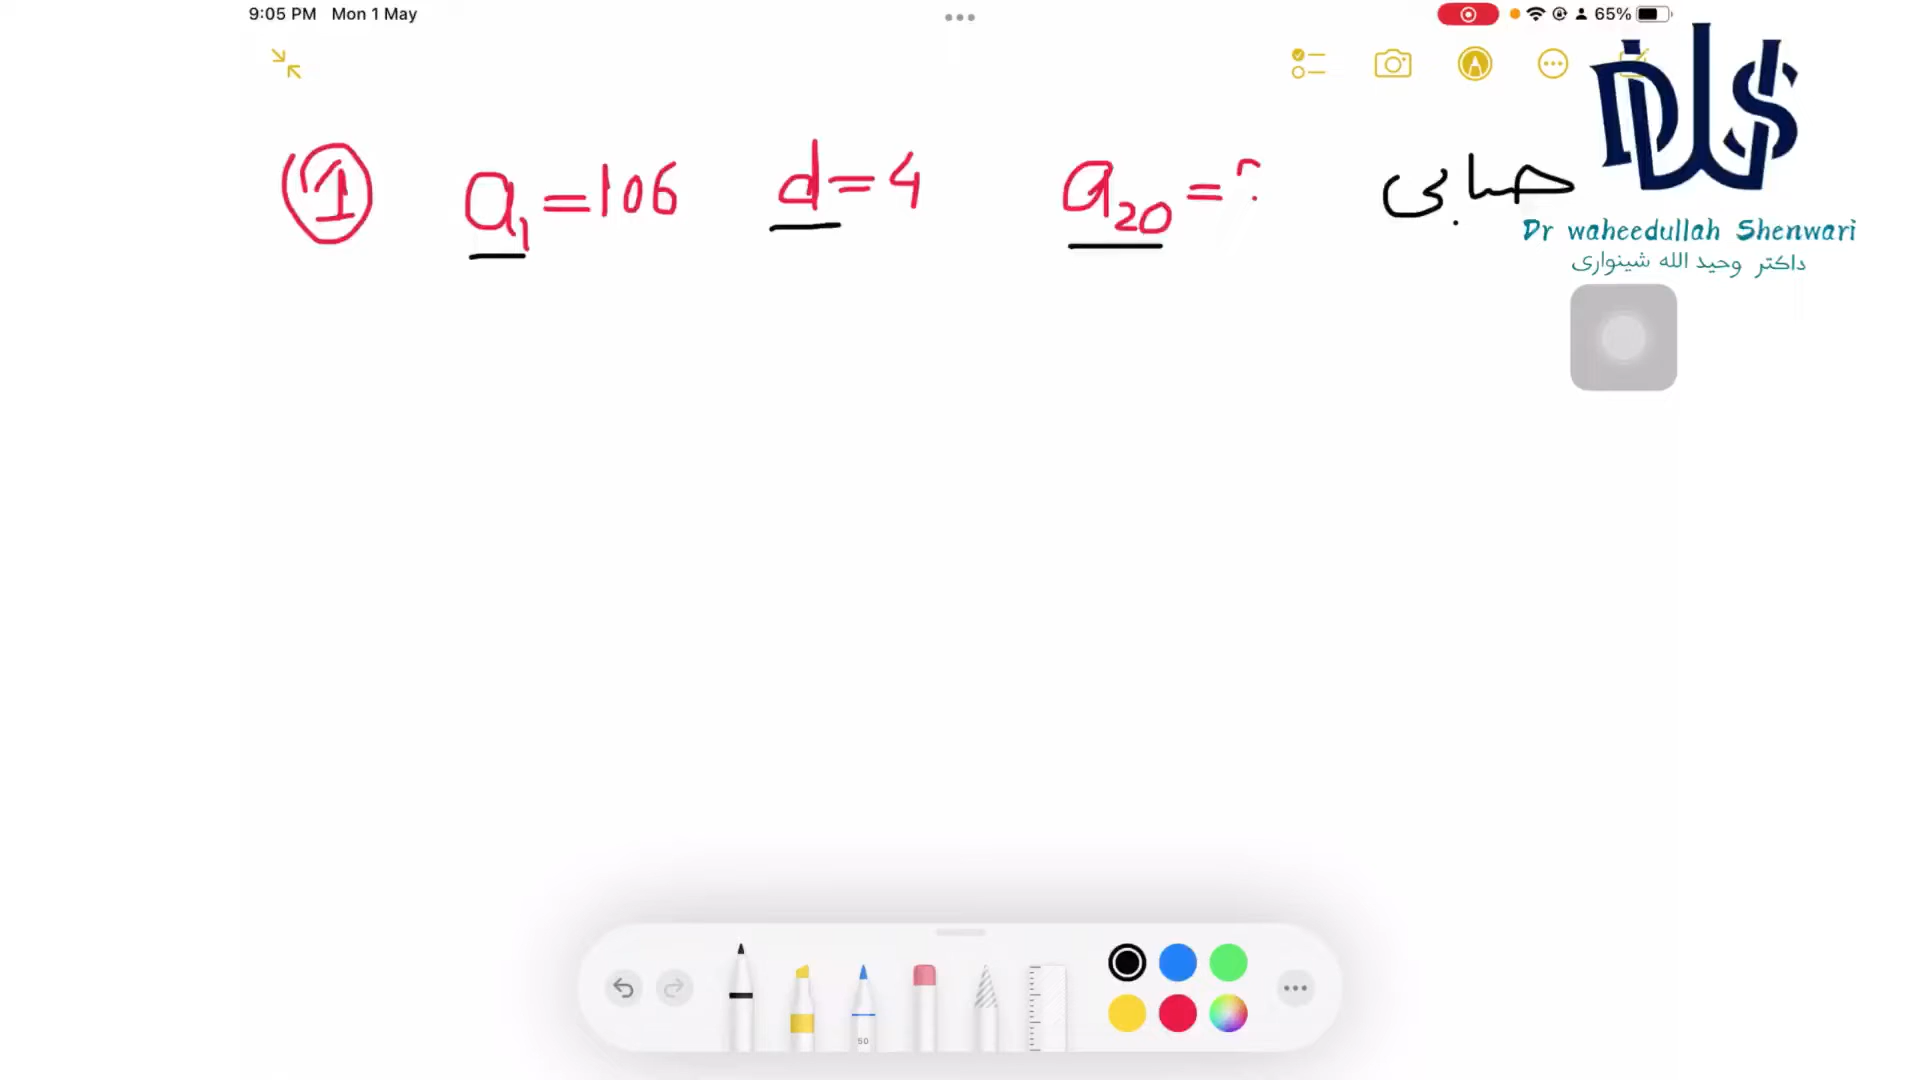 9:05 PM Mon 1 May
65%
① a₁=106 d=4 a₂₀=? حسابی
Dr waheedullah Shenwari
داکتر وحید الله شینواری
50